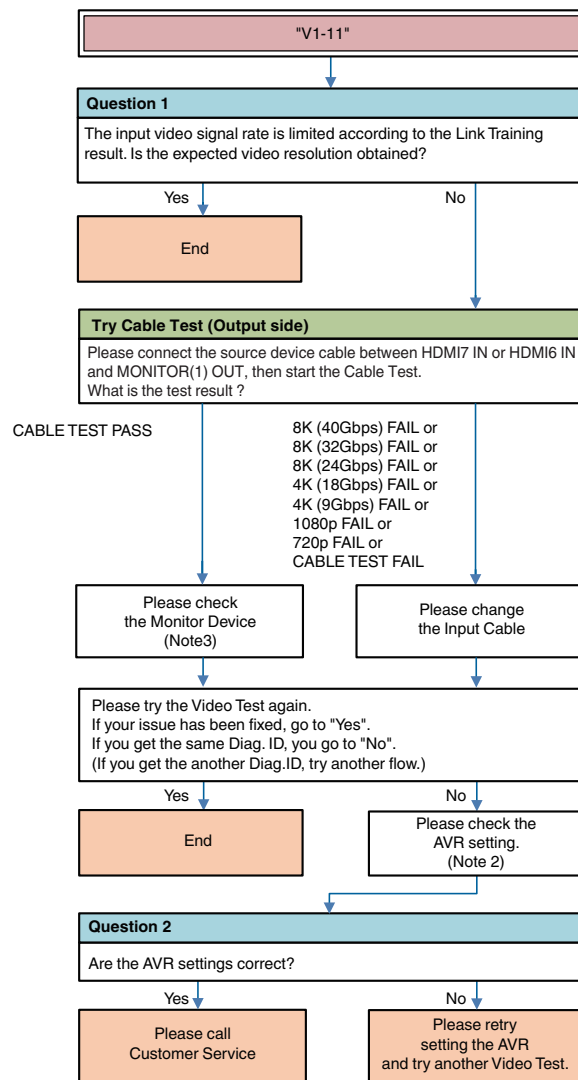 "V1-11"
Question 1
The input video signal rate is limited according to the Link Training
result. Is the expected video resolution obtained?
Yes
No
End
Try Cable Test (Output side)
Please connect the source device cable between HDMI7 IN or HDMI6 IN
and MONITOR(1) OUT, then start the Cable Test.
What is the test result ?
CABLE TEST PASS
8K (40Gbps) FAIL or
8K (32Gbps) FAIL or
8K (24Gbps) FAIL or
4K (18Gbps) FAIL or
4K (9Gbps) FAIL or
1080p FAIL or
720p FAIL or
CABLE TEST FAIL
Please check
the Monitor Device
(Note3)
Please change
the Input Cable
Please try the Video Test again.
If your issue has been fixed, go to "Yes".
If you get the same Diag. ID, you go to "No".
(If you get the another Diag.ID, try another flow.)
Yes
No
End
Please check the
AVR setting.
(Note 2)
Question 2
Are the AVR settings correct?
Yes
No
Please call
Customer Service
Please retry
setting the AVR
and try another Video Test.